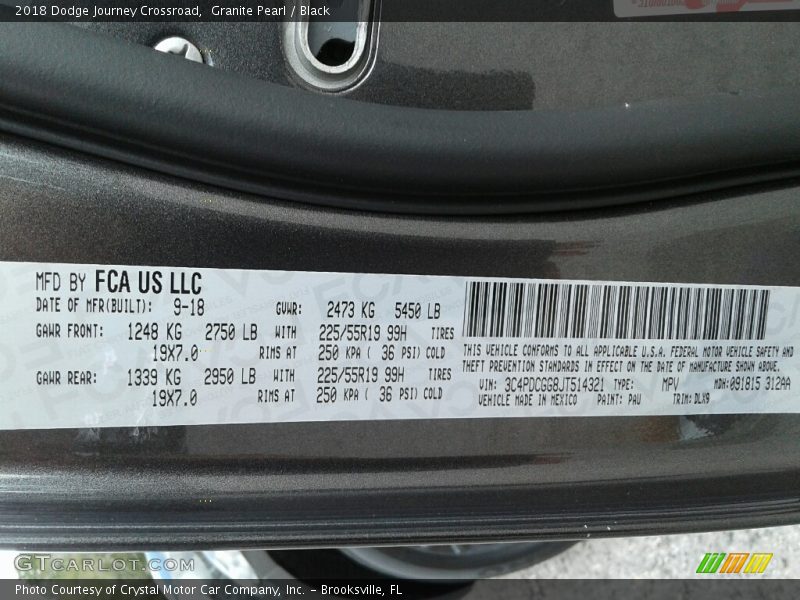 2018 Dodge Journey Crossroad,  Granite Pearl / Black
MFD BY FCA US LLC
DATE OF MFR(BUILT): 9-18 GVWR: 2473 KG 5450 LB
GAWR FRONT: 1248 KG 2750 LB WITH 225/55R19 99H TIRES
19X7.0 RIMS AT 250 KPA ( 36 PSI) COLD
GAWR REAR: 1339 KG 2950 LB WITH 225/55R19 99H TIRES
19X7.0 RIMS AT 250 KPA ( 36 PSI) COLD
THIS VEHICLE CONFORMS TO ALL APPLICABLE U.S.A. FEDERAL MOTOR VEHICLE SAFETY AND
THEFT PREVENTION STANDARDS IN EFFECT ON THE DATE OF MANUFACTURE SHOWN ABOVE.
VIN: 3C4PDCGG8JT514321 TYPE: MPV MDH:091815 312AA
VEHICLE MADE IN MEXICO PAINT: PAU TRIM: DLX9
GTCARLOT.COM
Photo Courtesy of Crystal Motor Car Company, Inc. – Brooksville, FL